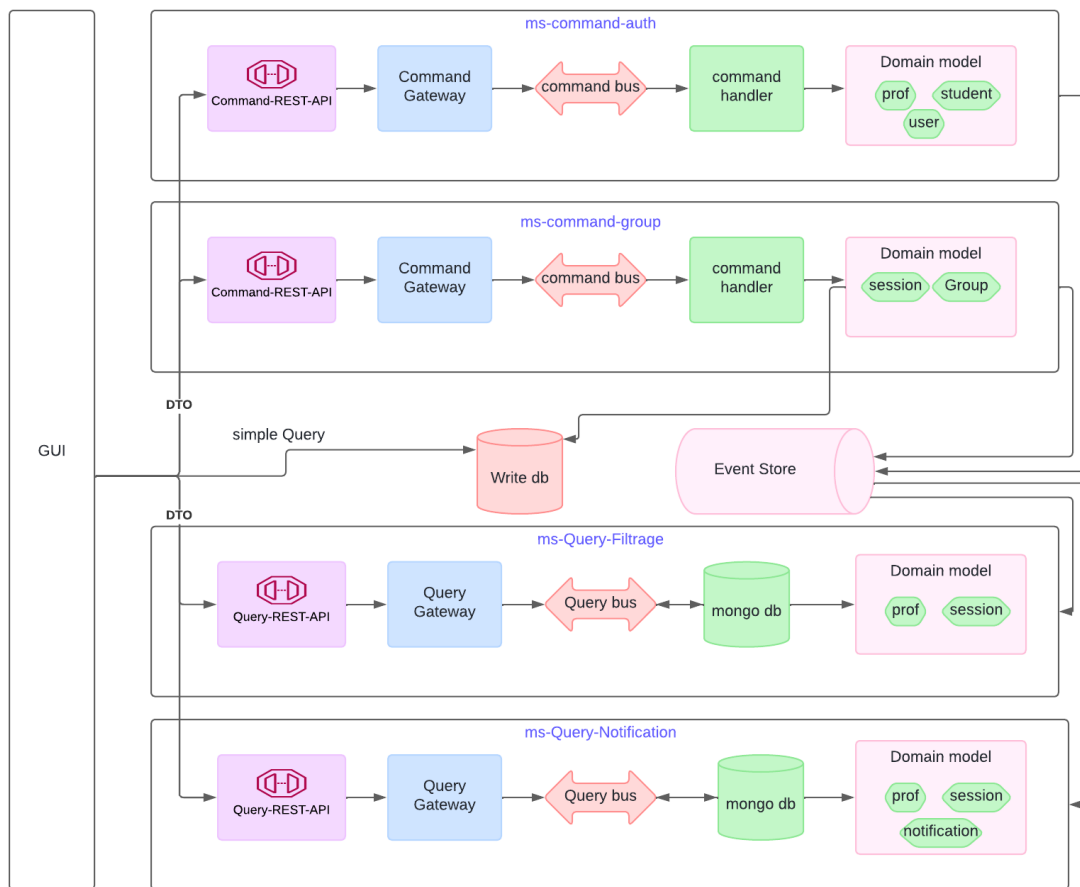 ms-command-auth
Command-REST-API
Command
Gateway
command bus
command
handler
Domain model
prof
student
user
ms-command-group
Command-REST-API
Command
Gateway
command bus
command
handler
Domain model
session
Group
DTO
GUI
simple Query
Write db
Event Store
DTO
ms-Query-Filtrage
Query-REST-API
Query
Gateway
Query bus
mongo db
Domain model
prof
session
ms-Query-Notification
Query-REST-API
Query
Gateway
Query bus
mongo db
Domain model
prof
session
notification